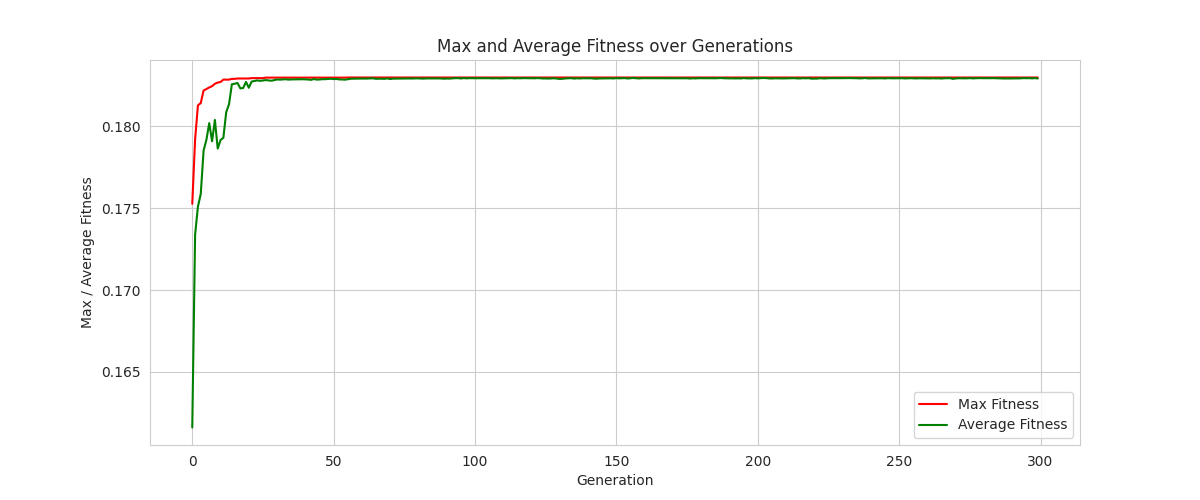 Max and Average Fitness over Generations
Max / Average Fitness
0.180
0.175
0.170
0.165
0
50
100
150
200
250
300
Generation
Max Fitness
Average Fitness